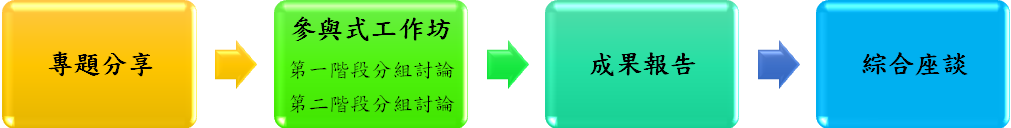 專題分享
參與式工作坊
第一階段分組討論
第二階段分組討論
成果報告
綜合座談